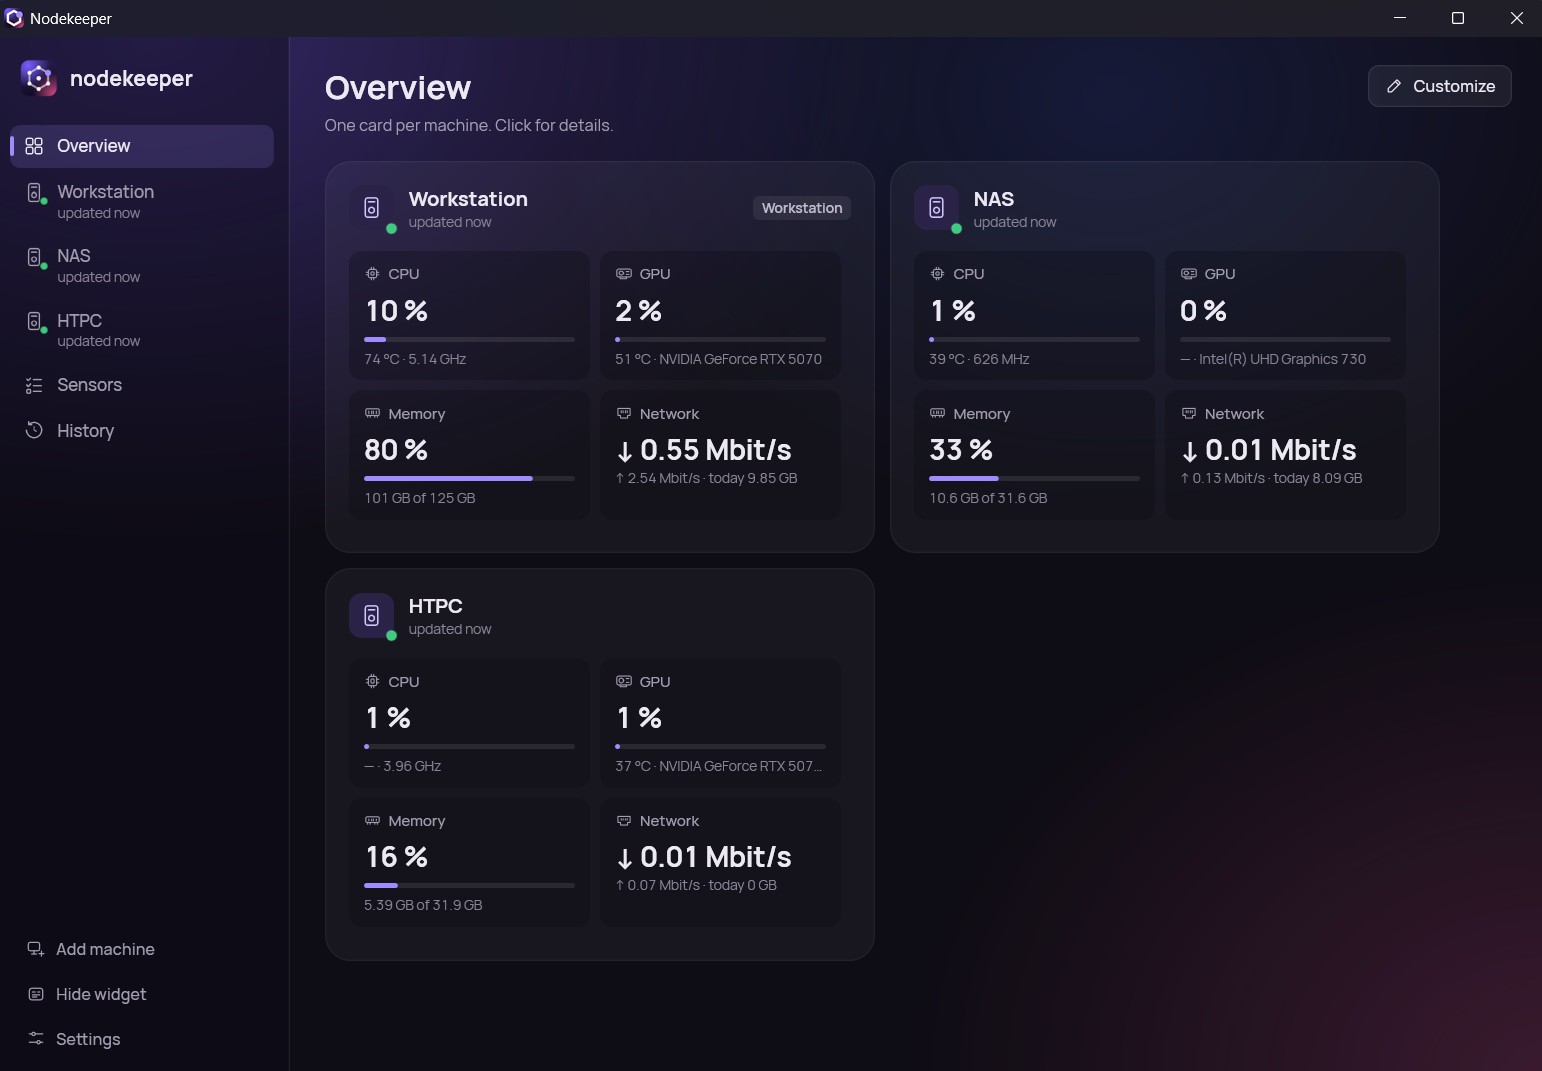 Nodekeeper
nodekeeper
Overview
Workstation
updated now
NAS
updated now
HTPC
updated now
Sensors
History
Add machine
Hide widget
Settings
Overview
One card per machine. Click for details.
Customize
Workstation
updated now
Workstation
CPU
10 %
74 °C · 5.14 GHz
GPU
2 %
51 °C · NVIDIA GeForce RTX 5070
Memory
80 %
101 GB of 125 GB
Network
↓ 0.55 Mbit/s
↑ 2.54 Mbit/s · today 9.85 GB
NAS
updated now
CPU
1 %
39 °C · 626 MHz
GPU
0 %
— · Intel(R) UHD Graphics 730
Memory
33 %
10.6 GB of 31.6 GB
Network
↓ 0.01 Mbit/s
↑ 0.13 Mbit/s · today 8.09 GB
HTPC
updated now
CPU
1 %
— · 3.96 GHz
GPU
1 %
37 °C · NVIDIA GeForce RTX 507...
Memory
16 %
5.39 GB of 31.9 GB
Network
↓ 0.01 Mbit/s
↑ 0.07 Mbit/s · today 0 GB